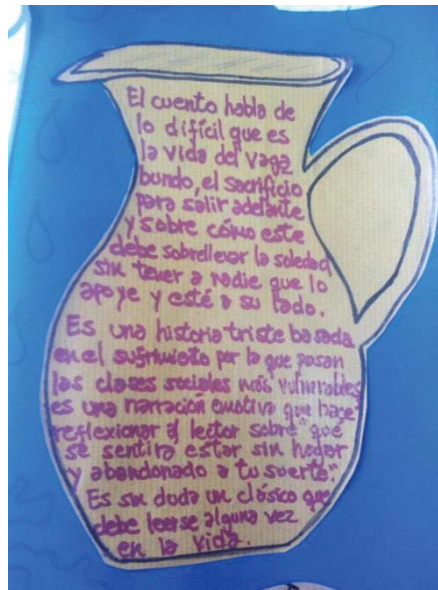 El cuento habla de
lo difícil que es
la vida del vaga
bundo, el sacrificio
para salir adelante
y sobre cómo este
debe sobrellevar la soledad
sin tener a nadie que lo
apoye y esté a su lado.
Es una historia triste basada
en el sufrimiento por la que pasan
las clases sociales más vulnerables,
es una narración emotiva que hace
reflexionar al lector sobre "qué
se sentirá estar sin hogar
y abandonado a tu suerte."
Es sin duda un clásico que
debe leerse alguna vez
en la vida.